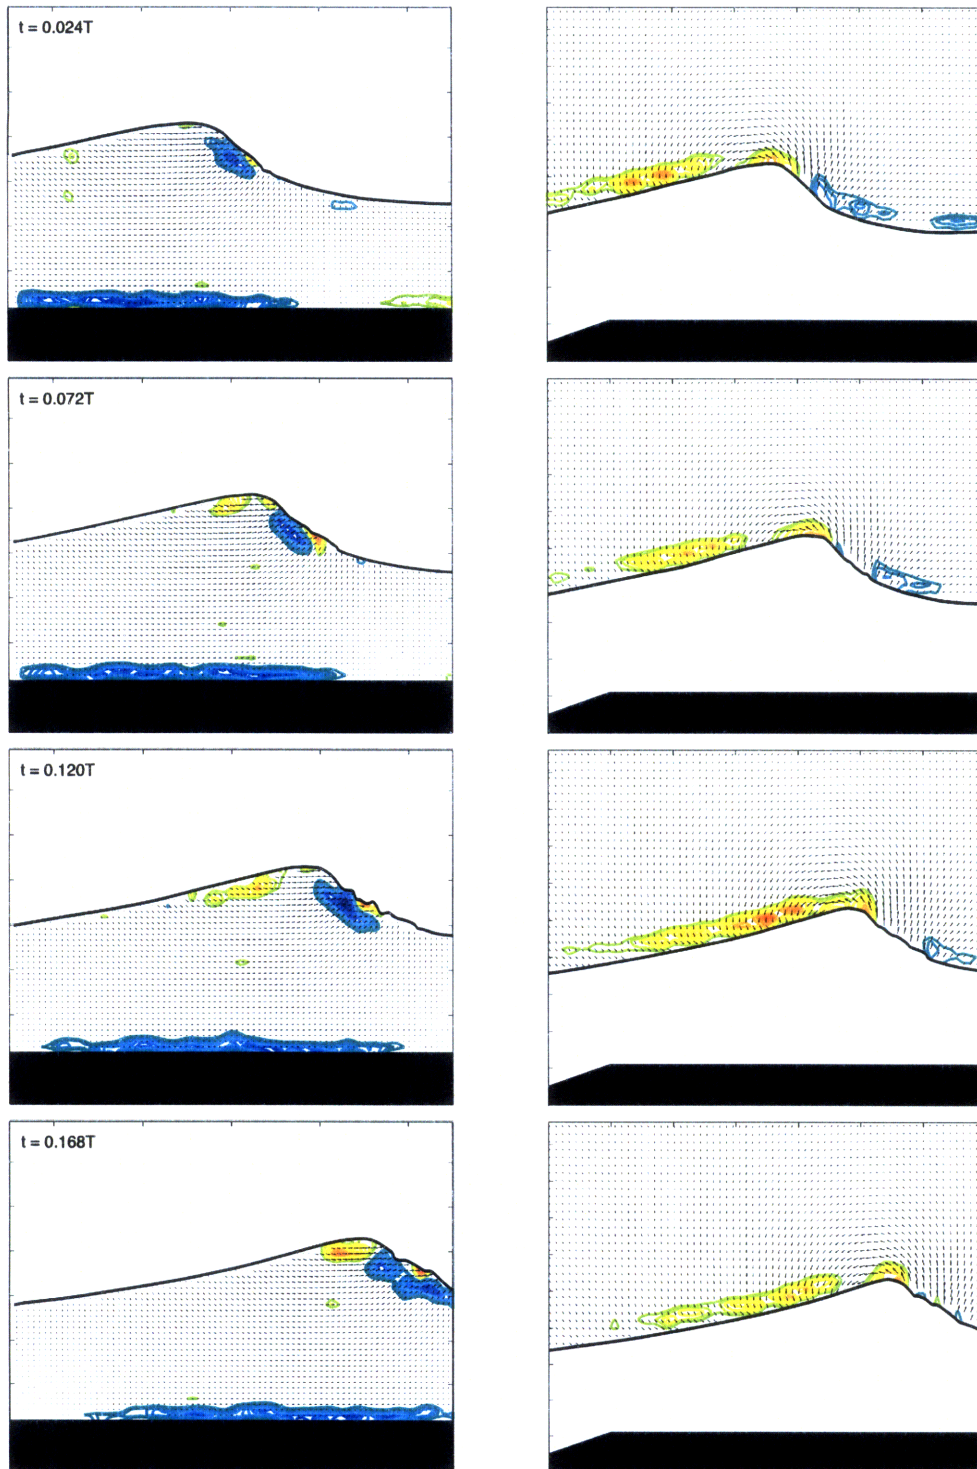 t = 0.024T
t = 0.072T
t = 0.120T
t = 0.168T